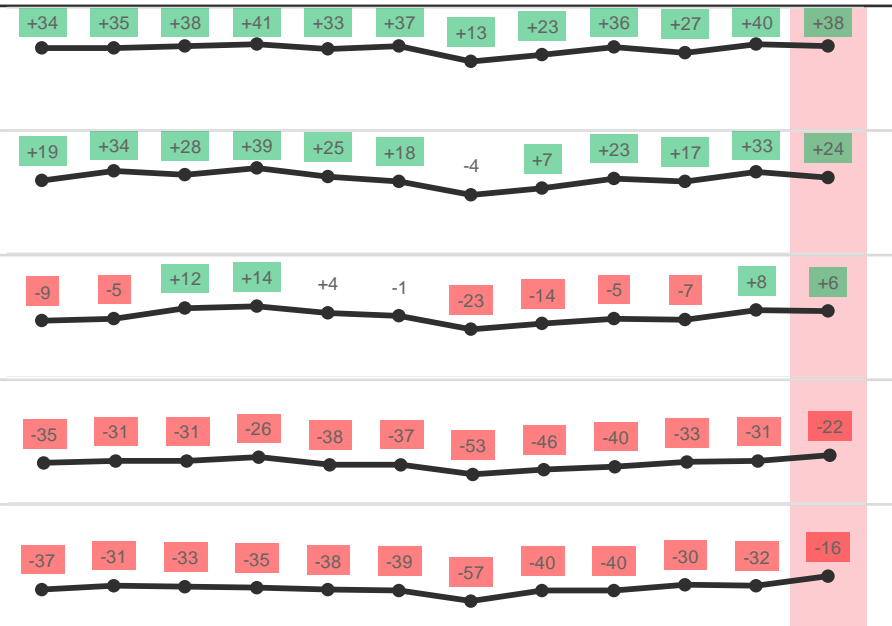 +34 +35 +38 +41 +33 +37 +13 +23 +36 +27 +40 +38
+19 +34 +28 +39 +25 +18 -4 +7 +23 +17 +33 +24
-9 -5 +12 +14 +4 -1 -23 -14 -5 -7 +8 +6
-35 -31 -31 -26 -38 -37 -53 -46 -40 -33 -31 -22
-37 -31 -33 -35 -38 -39 -57 -40 -40 -30 -32 -16